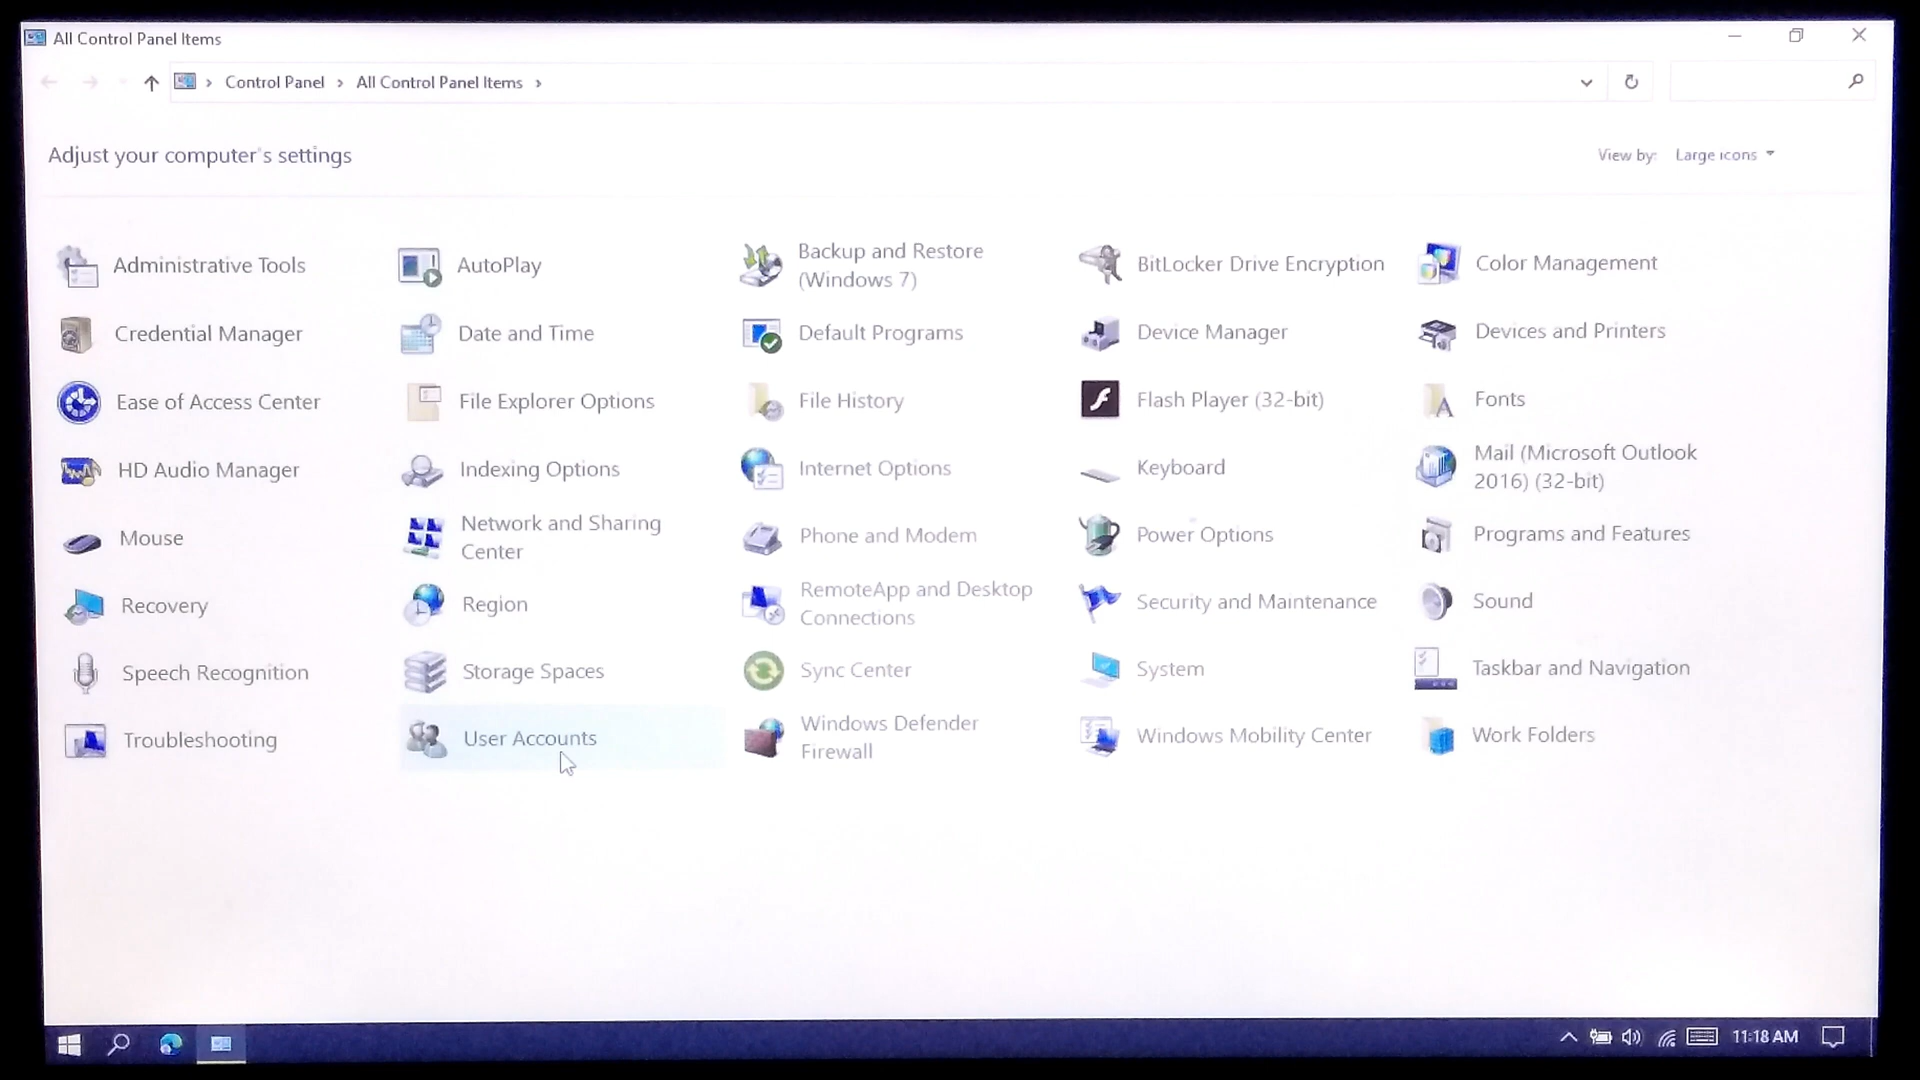 All Control Panel Items
Control Panel > All Control Panel Items >
Adjust your computer's settings
View by: Large icons
Administrative Tools
AutoPlay
Backup and Restore
(Windows 7)
BitLocker Drive Encryption
Color Management
Credential Manager
Date and Time
Default Programs
Device Manager
Devices and Printers
Ease of Access Center
File Explorer Options
File History
Flash Player (32-bit)
Fonts
HD Audio Manager
Indexing Options
Internet Options
Keyboard
Mail (Microsoft Outlook
2016) (32-bit)
Mouse
Network and Sharing
Center
Phone and Modem
Power Options
Programs and Features
Recovery
Region
RemoteApp and Desktop
Connections
Security and Maintenance
Sound
Speech Recognition
Storage Spaces
Sync Center
System
Taskbar and Navigation
Troubleshooting
User Accounts
Windows Defender
Firewall
Windows Mobility Center
Work Folders
11:18 AM